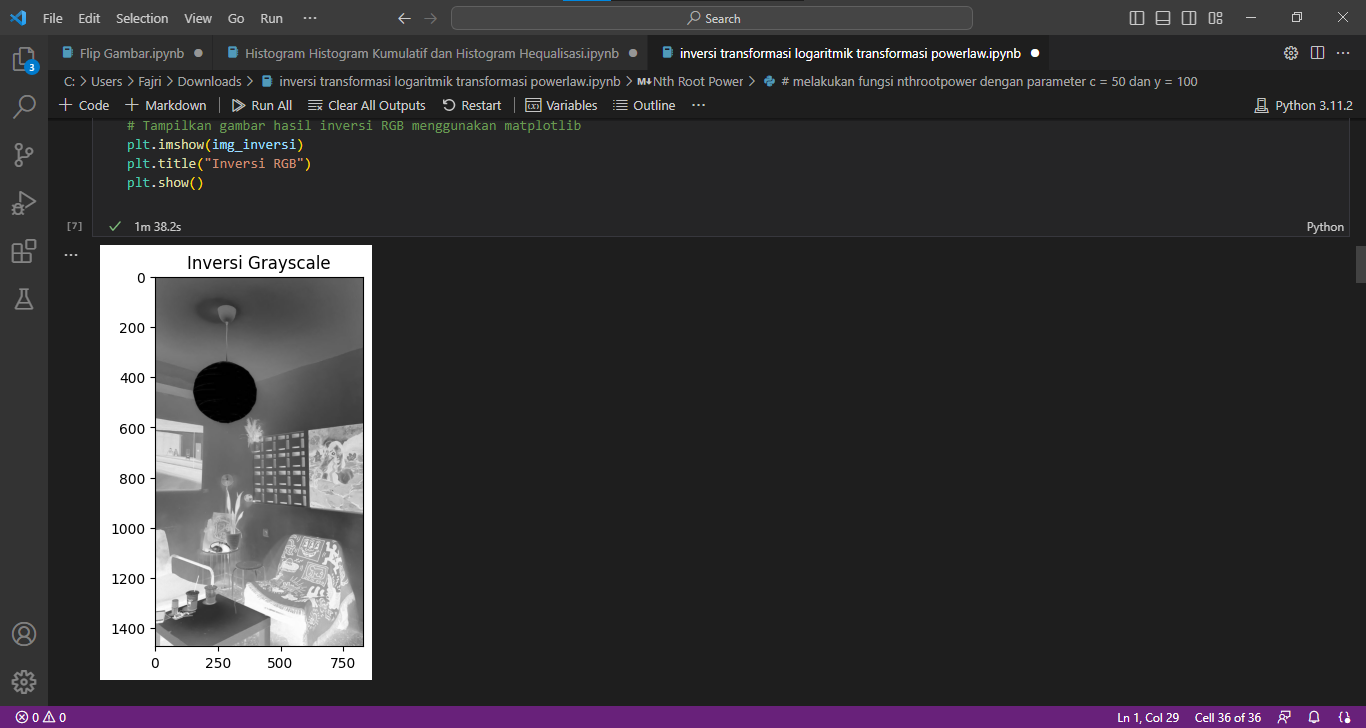 File Edit Selection View Go Run ··· Search
Flip Gambar.ipynb Histogram Histogram Kumulatif dan Histogram Hequalisasi.ipynb inversi transformasi logaritmik transformasi powerlaw.ipynb
C: > Users > Fajri > Downloads > inversi transformasi logaritmik transformasi powerlaw.ipynb > M↓Nth Root Power > # melakukan fungsi nthrootpower dengan parameter c = 50 dan y = 100
+ Code + Markdown Run All Clear All Outputs Restart Variables Outline ··· Python 3.11.2
3
# Tampilkan gambar hasil inversi RGB menggunakan matplotlib
plt.imshow(img_inversi)
plt.title("Inversi RGB")
plt.show()
[7] 1m 38.2s Python
...
Inversi Grayscale
0
200
400
600
800
1000
1200
1400
0 250 500 750
0 0 Ln 1, Col 29 Cell 36 of 36